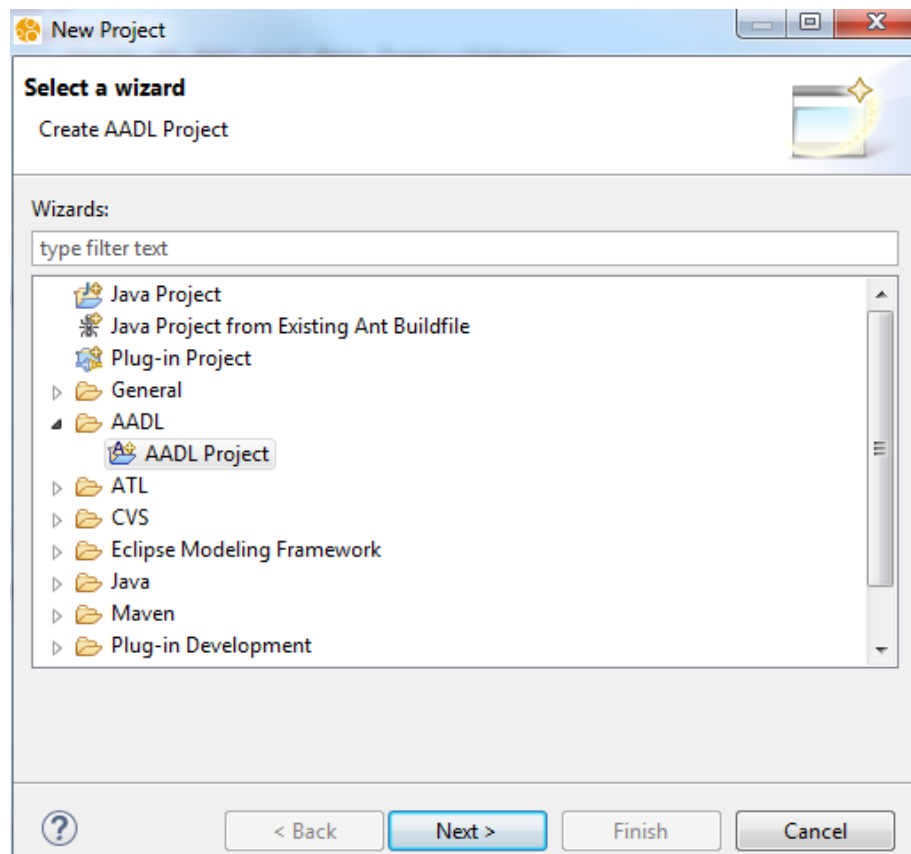 New Project
Select a wizard
Create AADL Project
Wizards:
type filter text
Java Project
Java Project from Existing Ant Buildfile
Plug-in Project
General
AADL
AADL Project
ATL
CVS
Eclipse Modeling Framework
Java
Maven
Plug-in Development
< Back Next > Finish Cancel